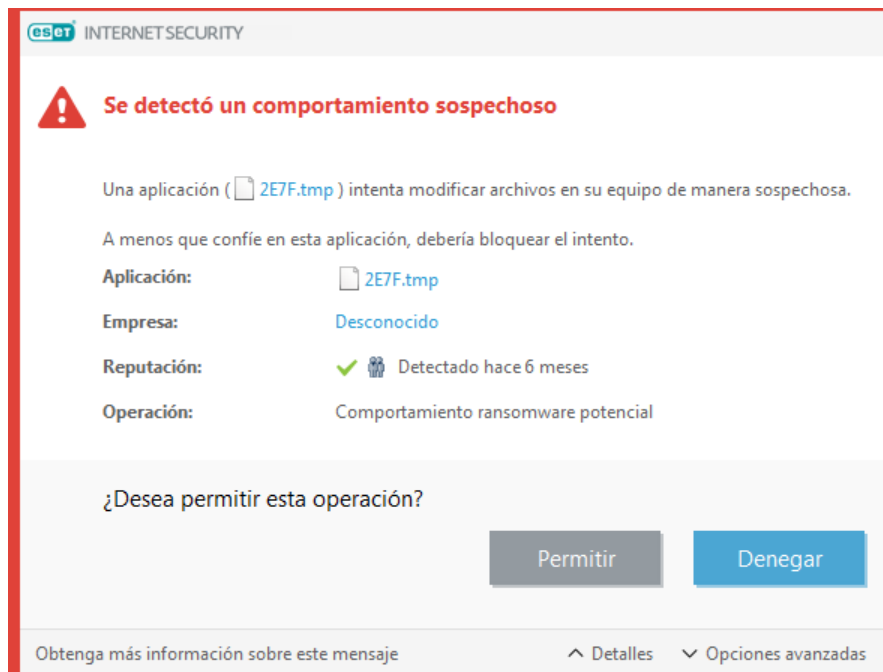 eset INTERNET SECURITY
Se detectó un comportamiento sospechoso
Una aplicación ( 2E7F.tmp ) intenta modificar archivos en su equipo de manera sospechosa.
A menos que confíe en esta aplicación, debería bloquear el intento.
Aplicación: 2E7F.tmp
Empresa: Desconocido
Reputación: Detectado hace 6 meses
Operación: Comportamiento ransomware potencial
¿Desea permitir esta operación?
Permitir Denegar
Obtenga más información sobre este mensaje Detalles Opciones avanzadas